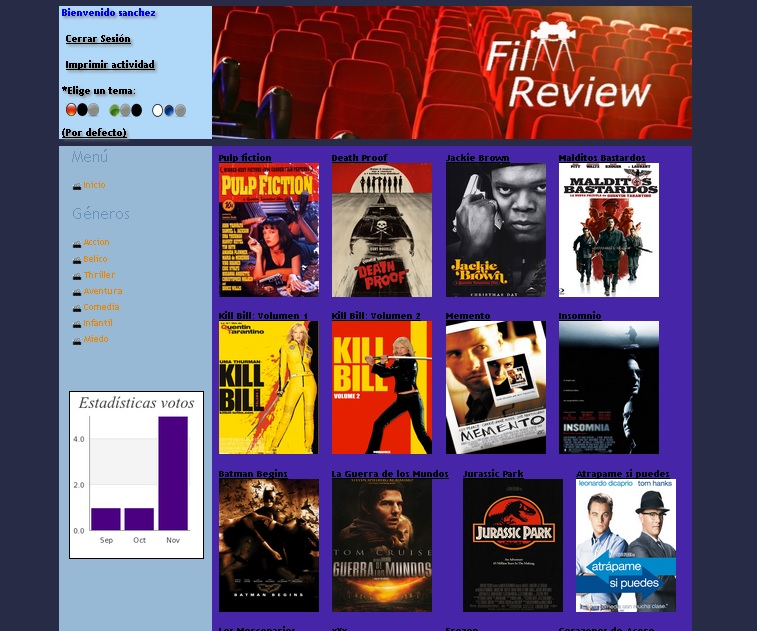 Bienvenido sanchez
Cerrar Sesión
Imprimir actividad
*Elige un tema:
(Por defecto)
Film
Review
Menú
Inicio
Géneros
Accion
Belico
Thriller
Aventura
Comedia
Infantil
Miedo
Estadísticas votos
4.0
2.0
0.0
Sep Oct Nov
Pulp fiction
Death Proof
Jackie Brown
Malditos Bastardos
PULP FICTION
DEATH PROOF
Jackie Brown
CHRISTMAS DAY
MALDITOS
BASTARDOS
Kill Bill: Volumen 1
Kill Bill: Volumen 2
Memento
Insomnio
Quentin
Tarantino
UMA THURMAN
KILL
BILL
KILL
BILL
VOLUME 2
MEMENTO
INSOMNIA
Batman Begins
La Guerra de los Mundos
Jurassic Park
Atrapame si puedes
BATMAN BEGINS
TOM CRUISE
GUERRA DE LOS MUNDOS
JURASSIC PARK
leonardo dicaprio tom hanks
atrápame
si puedes
Los Mercenarios
xXx
Frozen
Corazones de Acero